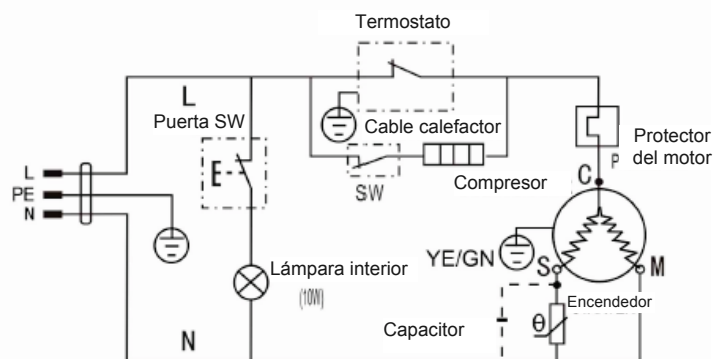 Termostato
L
Puerta SW
Cable calefactor
Protector
del motor
P
L
PE
N
SW
Compresor
C
YE/GN
S
M
Lámpara interior
(10W)
Encendedor
Capacitor
θ
N